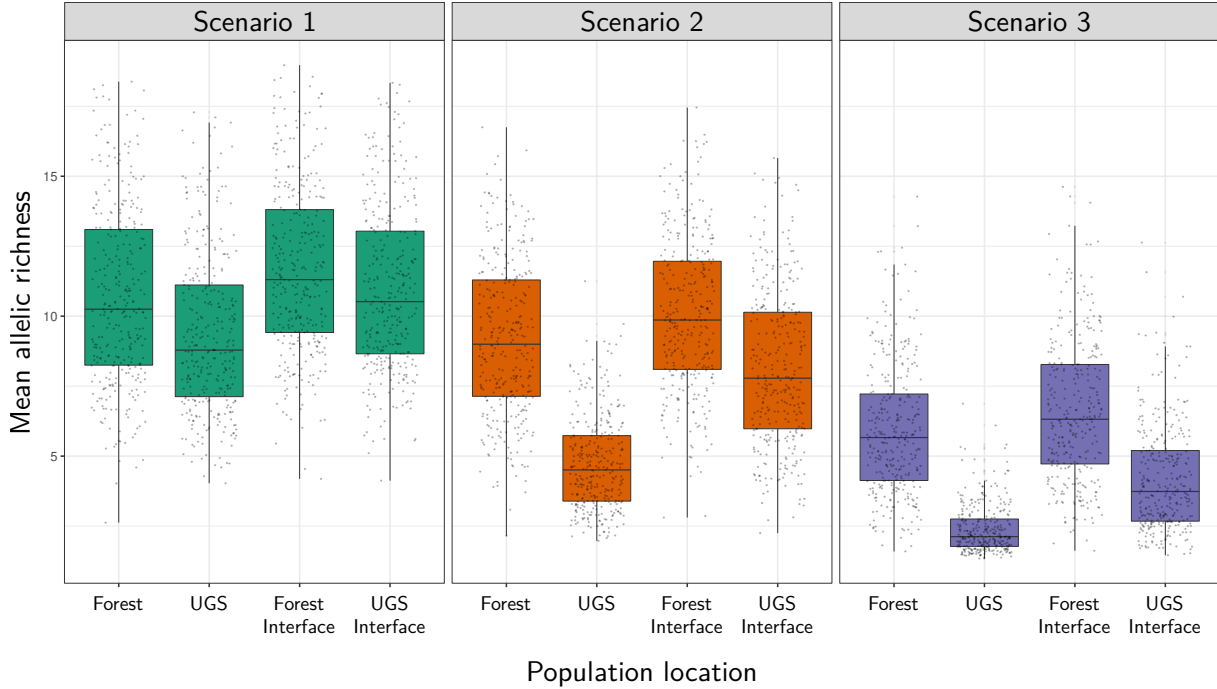 Scenario 1
Scenario 2
Scenario 3
Mean allelic richness
15
10
5
Forest
UGS
Forest
Interface
UGS
Interface
Forest
UGS
Forest
Interface
UGS
Interface
Forest
UGS
Forest
Interface
UGS
Interface
Population location